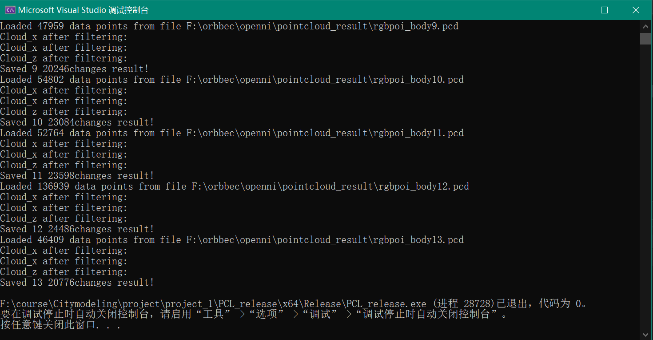 Microsoft Visual Studio 调试控制台
Loaded 47959 data points from file F:\orbbec\openni\pointcloud_result\rgbpoi_body9.pcd
Cloud_x after filtering:
Cloud_x after filtering:
Cloud_z after filtering:
Saved 9 20246changes result!
Loaded 54802 data points from file F:\orbbec\openni\pointcloud_result\rgbpoi_body10.pcd
Cloud_x after filtering:
Cloud_x after filtering:
Cloud_z after filtering:
Saved 10 23084changes result!
Loaded 52764 data points from file F:\orbbec\openni\pointcloud_result\rgbpoi_body11.pcd
Cloud_x after filtering:
Cloud_x after filtering:
Cloud_z after filtering:
Saved 11 23598changes result!
Loaded 136939 data points from file F:\orbbec\openni\pointcloud_result\rgbpoi_body12.pcd
Cloud_x after filtering:
Cloud_x after filtering:
Cloud_z after filtering:
Saved 12 24486changes result!
Loaded 46409 data points from file F:\orbbec\openni\pointcloud_result\rgbpoi_body13.pcd
Cloud_x after filtering:
Cloud_x after filtering:
Cloud_z after filtering:
Saved 13 20776changes result!
F:\course\Citymodeling\project\project_1\PCL_release\x64\Release\PCL_release.exe (进程 28728)已退出，代码为 0。
要在调试停止时自动关闭控制台，请启用“工具”->“选项”->“调试”->“调试停止时自动关闭控制台”。
按任意键关闭此窗口. . .